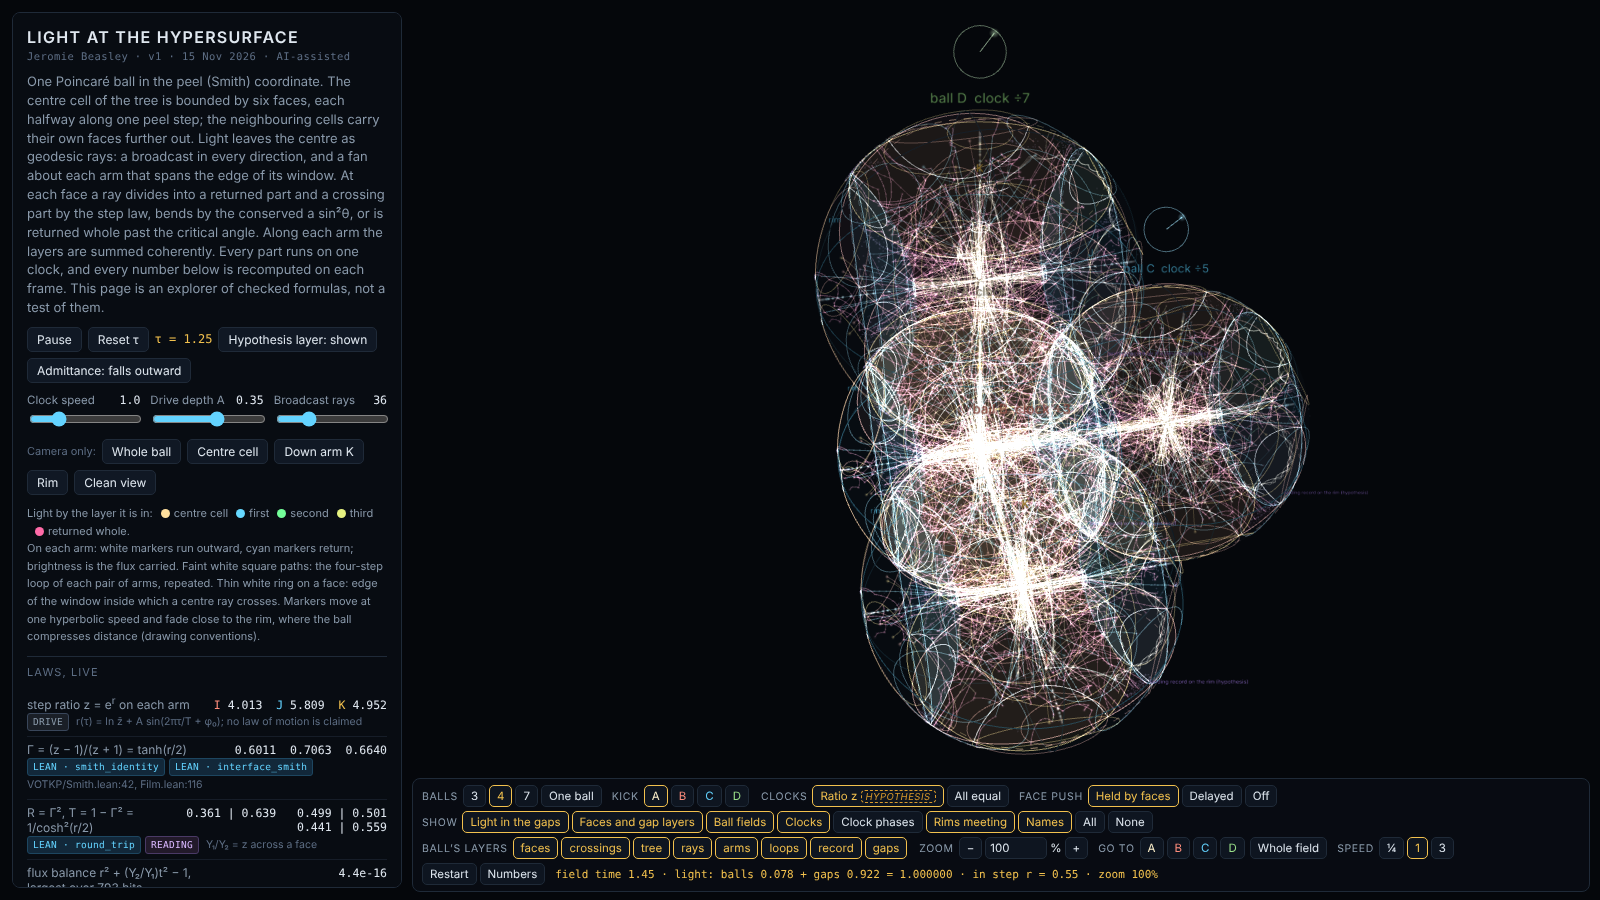 LIGHT AT THE HYPERSURFACE
Jeromie Beasley · v1 · 15 Nov 2026 · AI-assisted
One Poincaré ball in the peel (Smith) coordinate. The
centre cell of the tree is bounded by six faces, each
halfway along one peel step; the neighbouring cells carry
their own faces further out. Light leaves the centre as
geodesic rays: a broadcast in every direction, and a fan
about each arm that spans the edge of its window. At
each face a ray divides into a returned part and a crossing
part by the step law, bends by the conserved a sin²θ, or is
returned whole past the critical angle. Along each arm the
layers are summed coherently. Every part runs on one
clock, and every number below is recomputed on each
frame. This page is an explorer of checked formulas, not a
test of them.
Pause Reset τ τ = 1.25 Hypothesis layer: shown
Admittance: falls outward
Clock speed 1.0 Drive depth A 0.35 Broadcast rays 36
Camera only: Whole ball Centre cell Down arm K
Rim Clean view
Light by the layer it is in: centre cell first second third
returned whole.
On each arm: white markers run outward, cyan markers return;
brightness is the flux carried. Faint white square paths: the four-step
loop of each pair of arms, repeated. Thin white ring on a face: edge
of the window inside which a centre ray crosses. Markers move at
one hyperbolic speed and fade close to the rim, where the ball
compresses distance (drawing conventions).
LAWS, LIVE
step ratio z = eʳ on each arm I 4.013 J 5.809 K 4.952
DRIVE r(τ) = ln z̄ + A sin(2πτ/T + φ₀); no law of motion is claimed
Γ = (z − 1)/(z + 1) = tanh(r/2) 0.6011 0.7063 0.6640
LEAN · smith_identity LEAN · interface_smith
VOTKP/Smith.lean:42, Film.lean:116
R = Γ², T = 1 − Γ² = 0.361 | 0.639 0.499 | 0.501
1/cosh²(r/2) 0.441 | 0.559
LEAN · round_trip READING Y₁/Y₂ = z across a face
flux balance r² + (Y₂/Y₁)t² − 1, 4.4e-16
ball D clock ÷7
ball C clock ÷5
BALLS 3 4 7 One ball KICK A B C D CLOCKS Ratio z HYPOTHESIS All equal FACE PUSH Held by faces Delayed Off
SHOW Light in the gaps Faces and gap layers Ball fields Clocks Clock phases Rims meeting Names All None
BALL'S LAYERS faces crossings tree rays arms loops record gaps ZOOM − 100 % + GO TO A B C D Whole field SPEED ¼ 1 3
Restart Numbers field time 1.45 · light: balls 0.078 + gaps 0.922 = 1.000000 · in step r = 0.55 · zoom 100%